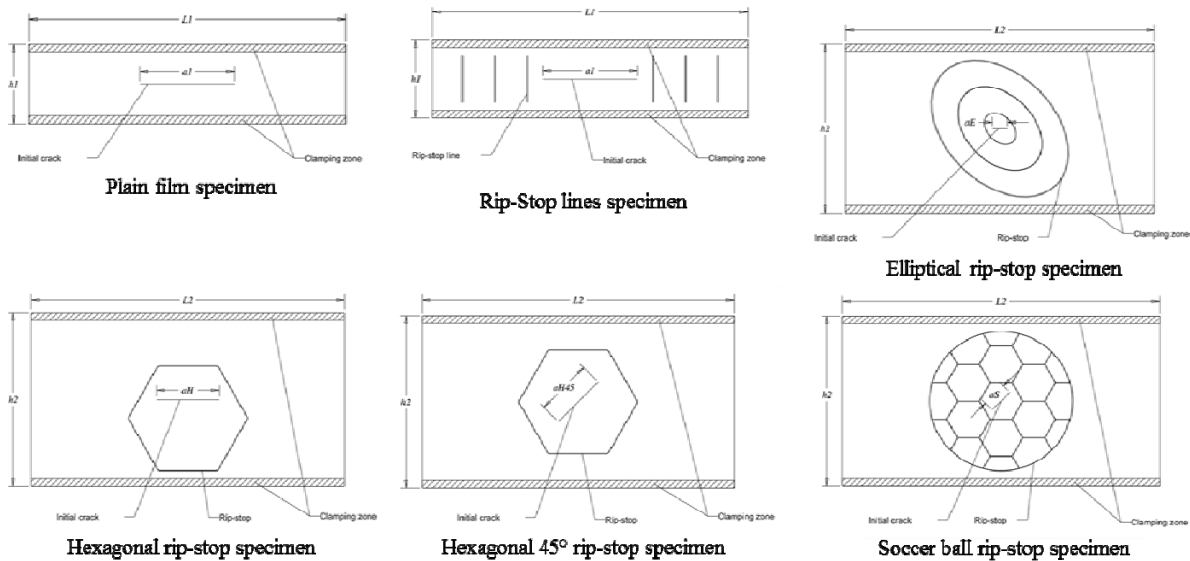 L1
h1
a1
Initial crack
Clamping zone
Plain film specimen
L1
h1
a1
Rip-stop line
Initial crack
Clamping zone
Rip-Stop lines specimen
L2
h2
aE
Initial crack
Rip-stop
Clamping zone
Elliptical rip-stop specimen
L2
h2
aH
Initial crack
Rip-stop
Clamping zone
Hexagonal rip-stop specimen
L2
h2
aH45
Initial crack
Rip-stop
Clamping zone
Hexagonal 45° rip-stop specimen
L2
h2
aS
Initial crack
Rip-stop
Clamping zone
Soccer ball rip-stop specimen